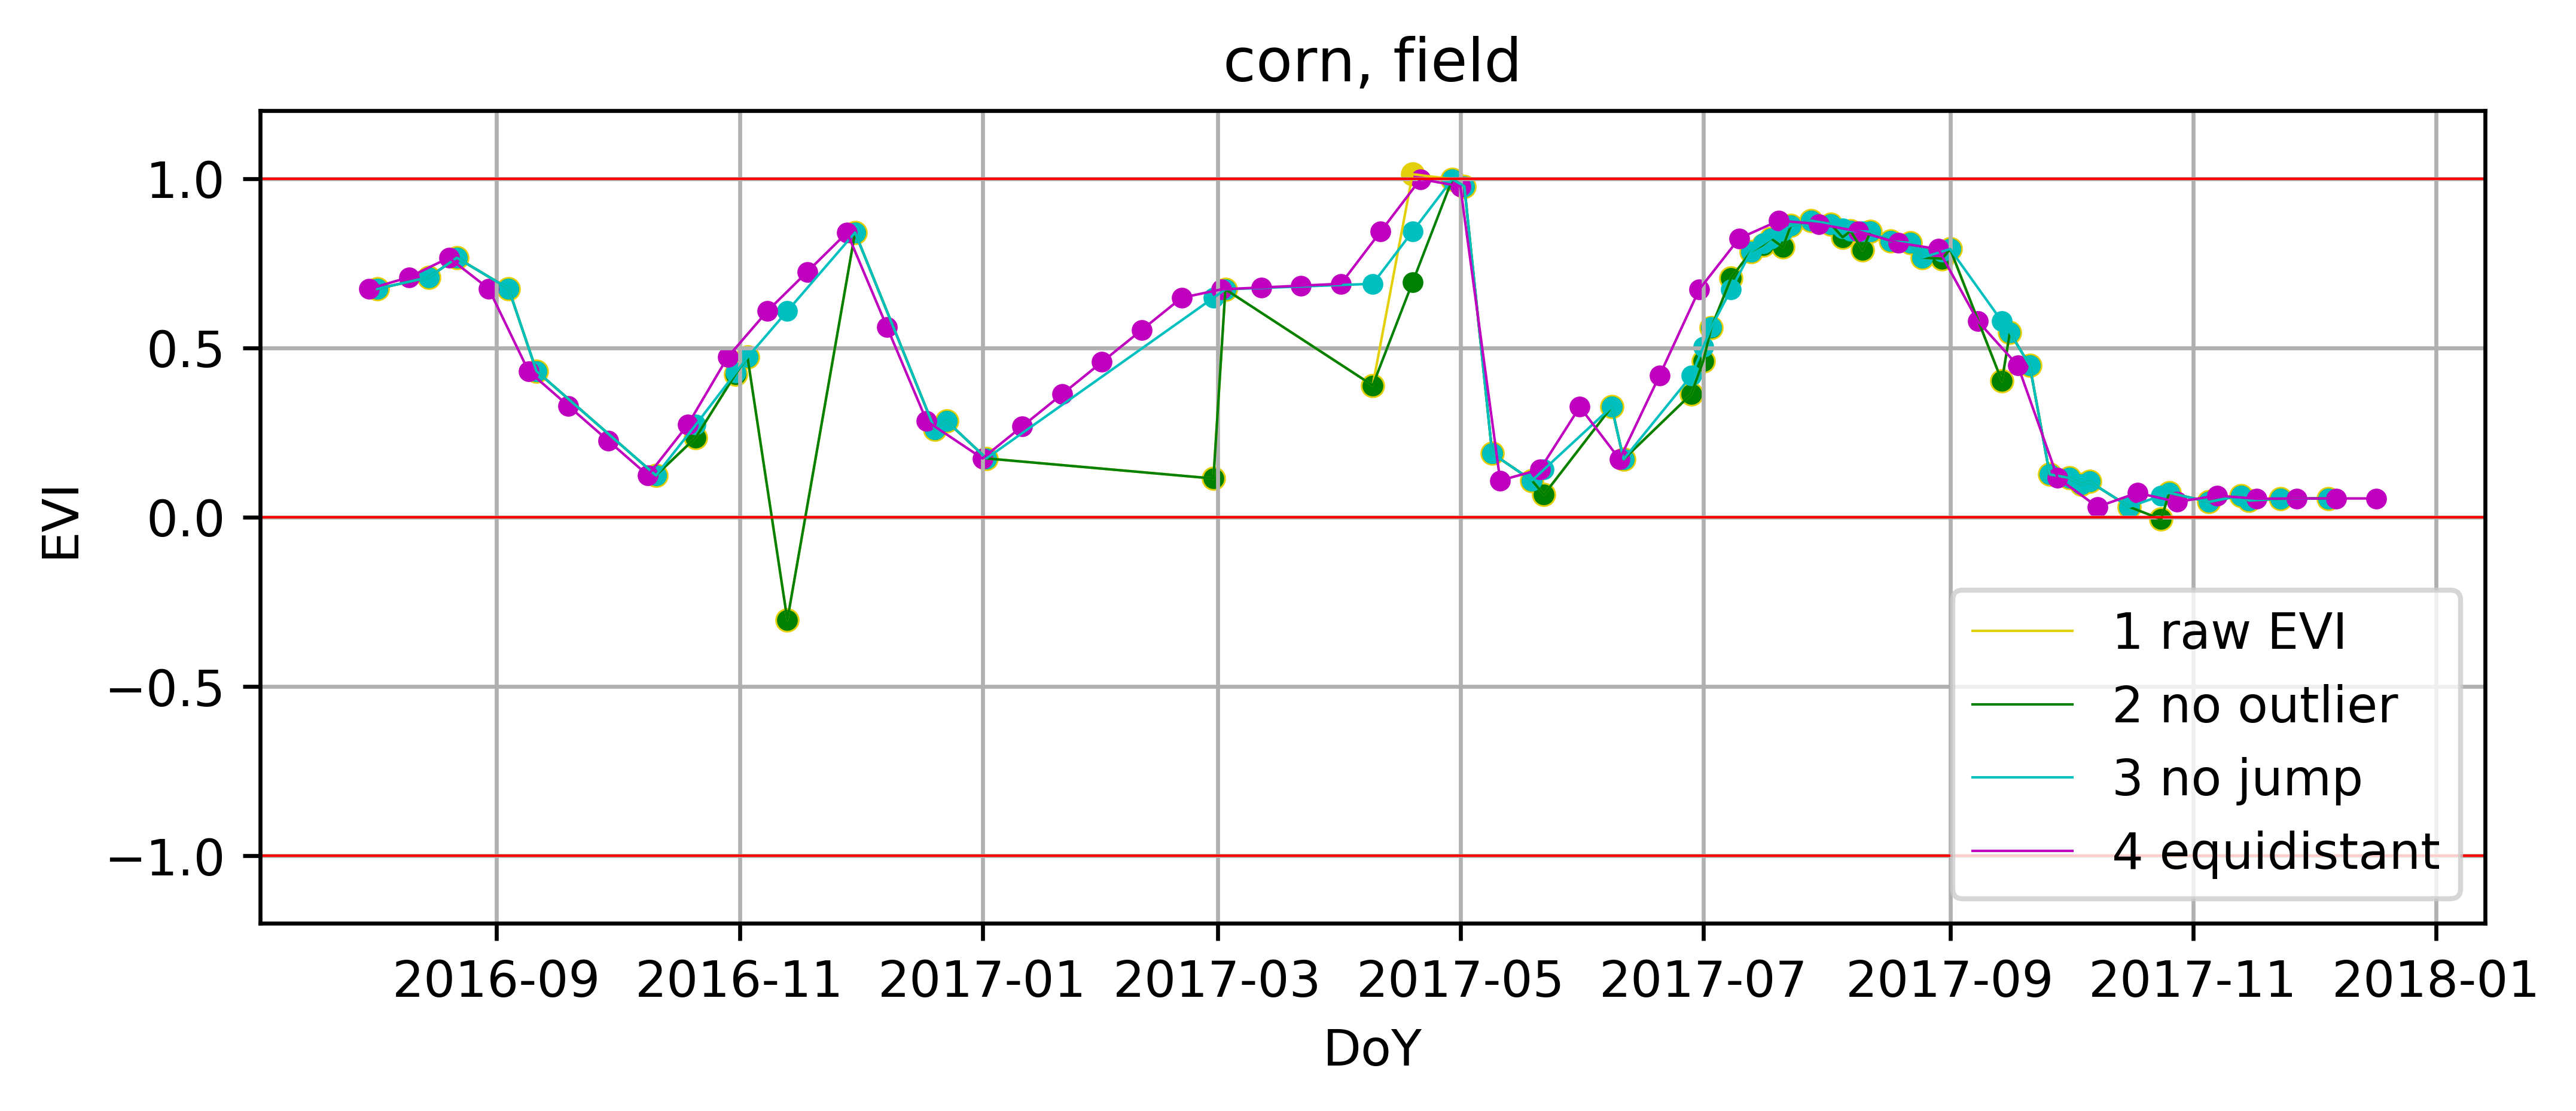 corn, field
1.0
0.5
0.0
−0.5
−1.0
EVI
1 raw EVI
2 no outlier
3 no jump
4 equidistant
2016-09 2016-11 2017-01 2017-03 2017-05 2017-07 2017-09 2017-11 2018-01
DoY